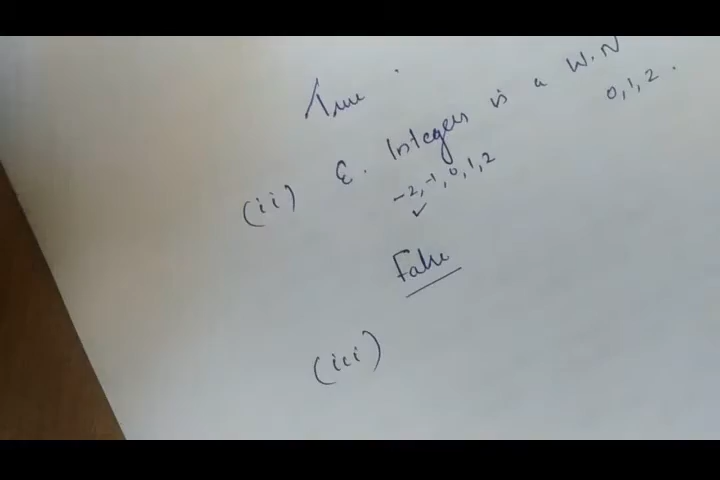 True.
(ii) E. Integers is a W.N
-2, -1, 0, 1, 2 0, 1, 2.
False
(iii)